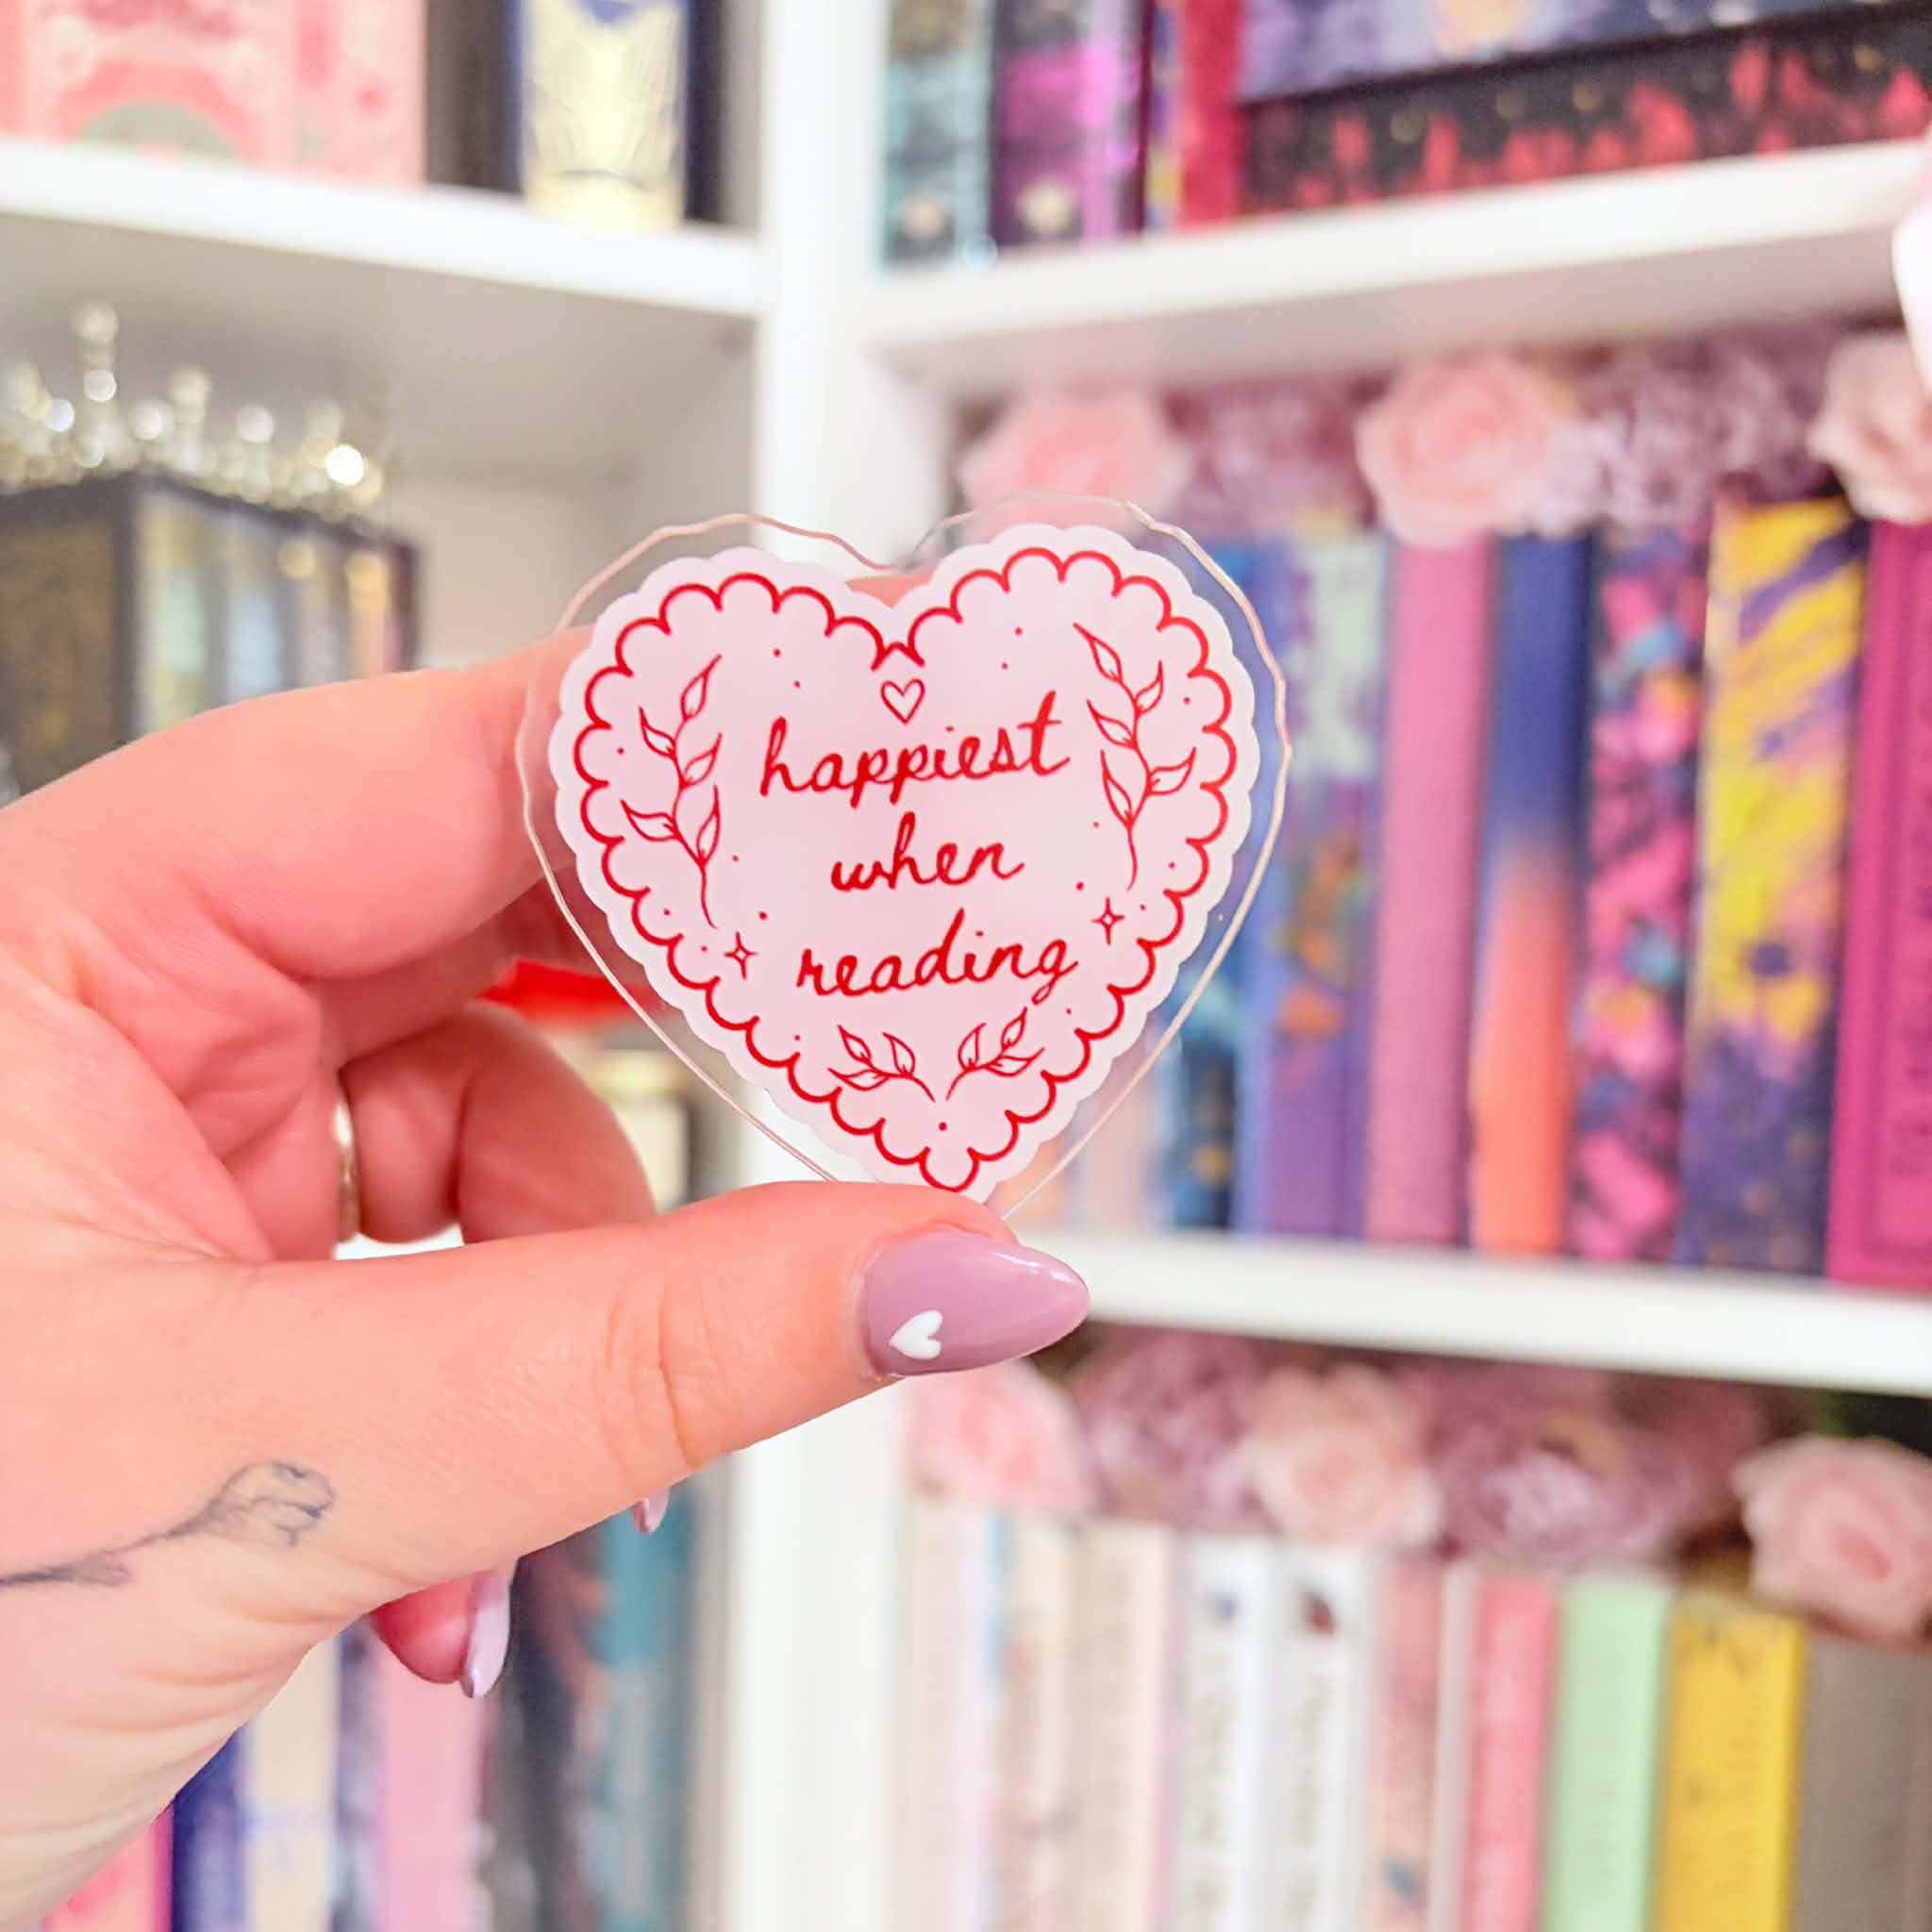 happiest
when
reading